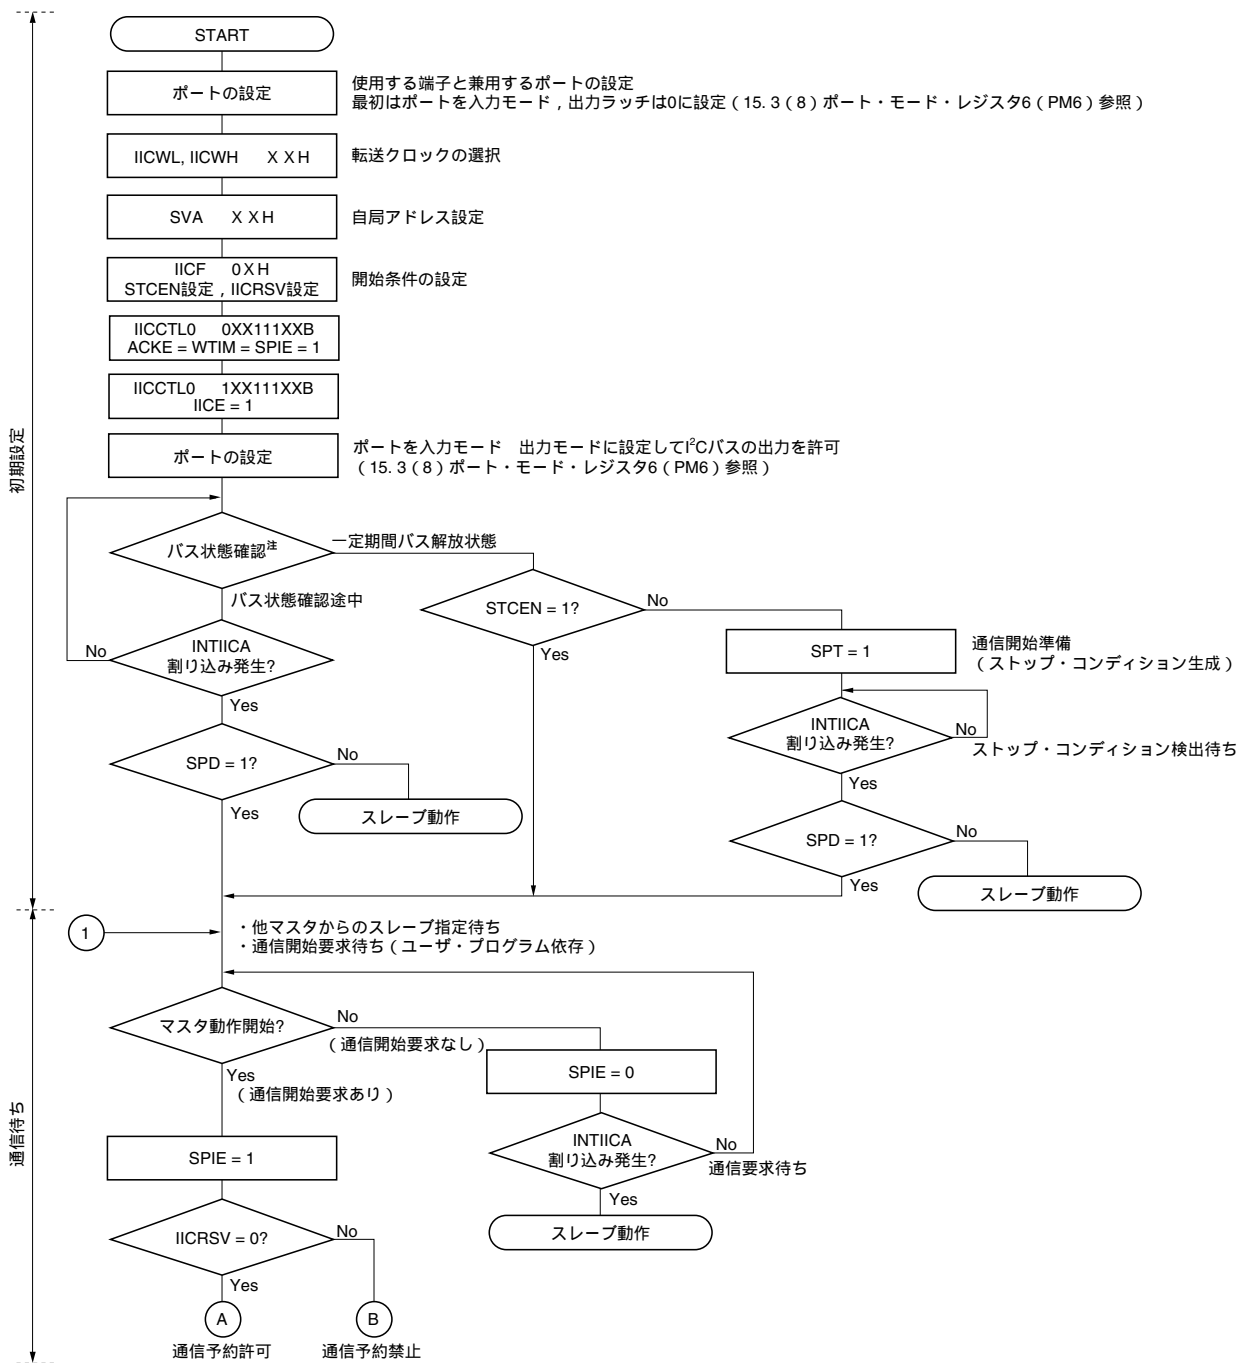 START
ポートの設定
使用する端子と兼用するポートの設定
最初はポートを入力モード,出力ラッチは0に設定(15. 3(8)ポート・モード・レジスタ6(PM6)参照)
IICWL, IICWH XXH
転送クロックの選択
SVA XXH
自局アドレス設定
IICF 0XH
STCEN設定,IICRSV設定
開始条件の設定
IICCTL0 0XX111XXB
ACKE = WTIM = SPIE = 1
IICCTL0 1XX111XXB
IICE = 1
ポートの設定
ポートを入力モード 出力モードに設定してI²Cバスの出力を許可
(15. 3(8)ポート・モード・レジスタ6(PM6)参照)
初期設定
バス状態確認注
一定期間バス解放状態
バス状態確認途中
STCEN = 1?
No
Yes
SPT = 1
通信開始準備
(ストップ・コンディション生成)
INTIICA
割り込み発生?
No
Yes
INTIICA
割り込み発生?
No
ストップ・コンディション検出待ち
Yes
SPD = 1?
No
Yes
スレーブ動作
SPD = 1?
No
Yes
スレーブ動作
1
・他マスタからのスレーブ指定待ち
・通信開始要求待ち(ユーザ・プログラム依存)
通信待ち
マスタ動作開始?
No
(通信開始要求なし)
Yes
(通信開始要求あり)
SPIE = 0
INTIICA
割り込み発生?
No
通信要求待ち
Yes
スレーブ動作
SPIE = 1
IICRSV = 0?
No
Yes
A
B
通信予約許可
通信予約禁止